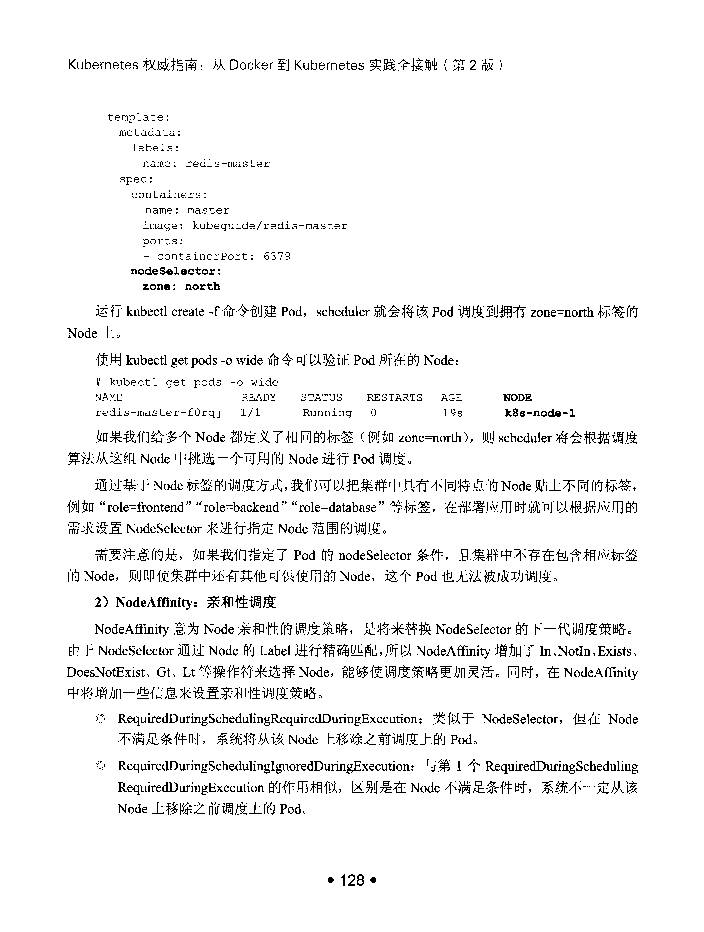 Kubernetes 权威指南：从 Docker 到 Kubernetes 实践全接触（第 2 版）
template:
metadata:
labels:
name: redis-master
spec:
containers:
name: master
image: kubeguide/redis-master
ports:
- containerPort: 6379
nodeSelector:
zone: north
运行 kubectl create -f 命令创建 Pod，scheduler 就会将该 Pod 调度到拥有 zone=north 标签的
Node 上。
使用 kubectl get pods -o wide 命令可以验证 Pod 所在的 Node：
# kubectl get pods -o wide
NAME READY STATUS RESTARTS AGE NODE
redis-master-f0rqj 1/1 Running 0 19s k8s-node-1
如果我们给多个 Node 都定义了相同的标签（例如 zone=north），则 scheduler 将会根据调度
算法从这组 Node 中挑选一个可用的 Node 进行 Pod 调度。
通过基于 Node 标签的调度方式，我们可以把集群中具有不同特点的 Node 贴上不同的标签，
例如“role=frontend”“role=backend”“role=database”等标签，在部署应用时就可以根据应用的
需求设置 NodeSelector 来进行指定 Node 范围的调度。
需要注意的是，如果我们指定了 Pod 的 nodeSelector 条件，且集群中不存在包含相应标签
的 Node，则即使集群中还有其他可供使用的 Node，这个 Pod 也无法被成功调度。
2）NodeAffinity：亲和性调度
NodeAffinity 意为 Node 亲和性的调度策略，是将来替换 NodeSelector 的下一代调度策略。
由于 NodeSelector 通过 Node 的 Label 进行精确匹配，所以 NodeAffinity 增加了 In、NotIn、Exists、
DoesNotExist、Gt、Lt 等操作符来选择 Node，能够使调度策略更加灵活。同时，在 NodeAffinity
中将增加一些信息来设置亲和性调度策略。
◎ RequiredDuringSchedulingRequiredDuringExecution：类似于 NodeSelector，但在 Node
不满足条件时，系统将从该 Node 上移除之前调度上的 Pod。
◎ RequiredDuringSchedulingIgnoredDuringExecution：与第 1 个 RequiredDuringScheduling
RequiredDuringExecution 的作用相似，区别是在 Node 不满足条件时，系统不一定从该
Node 上移除之前调度上的 Pod。
• 128 •